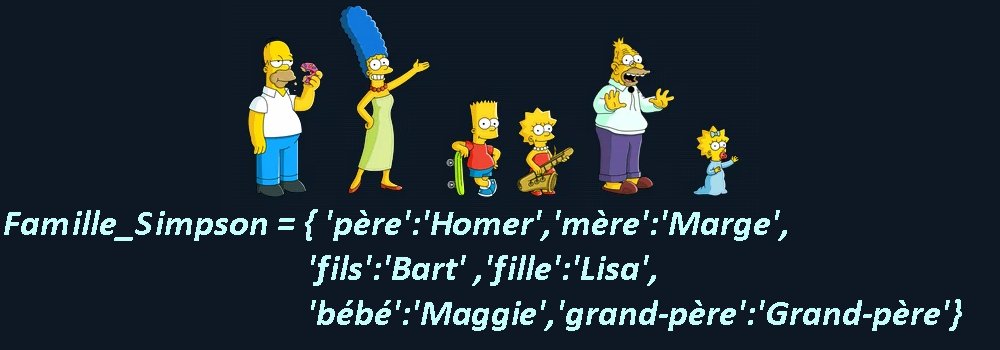 Famille_Simpson = { 'père':'Homer','mère':'Marge',
'fils':'Bart' ,'fille':'Lisa',
'bébé':'Maggie','grand-père':'Grand-père'}